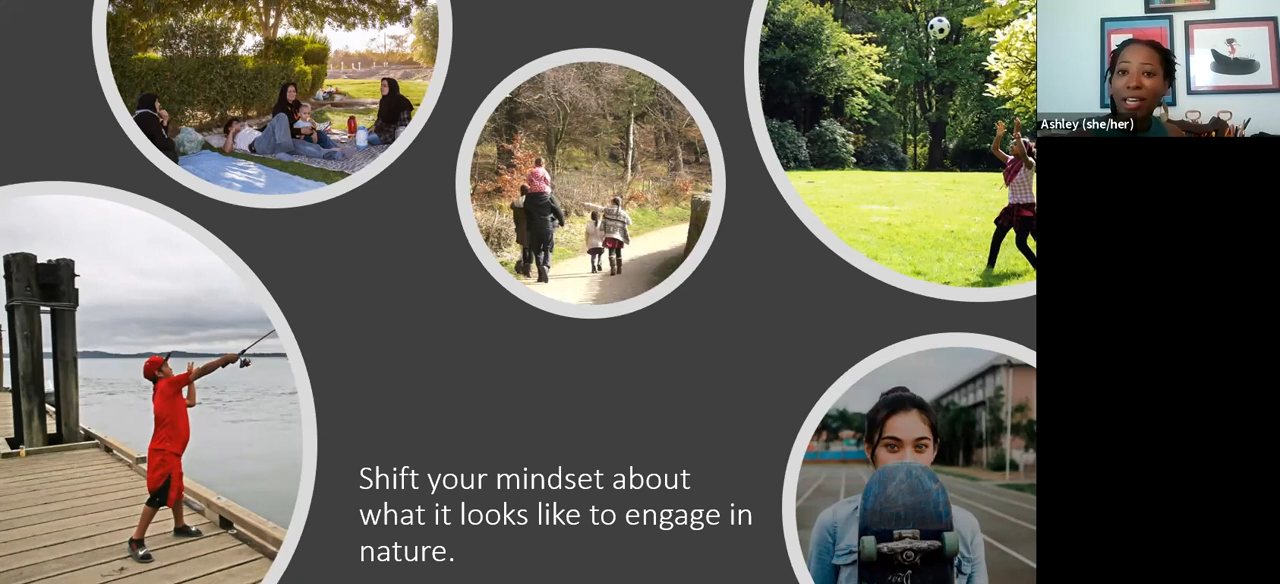 Ashley (she/her)
Shift your mindset about
what it looks like to engage in
nature.